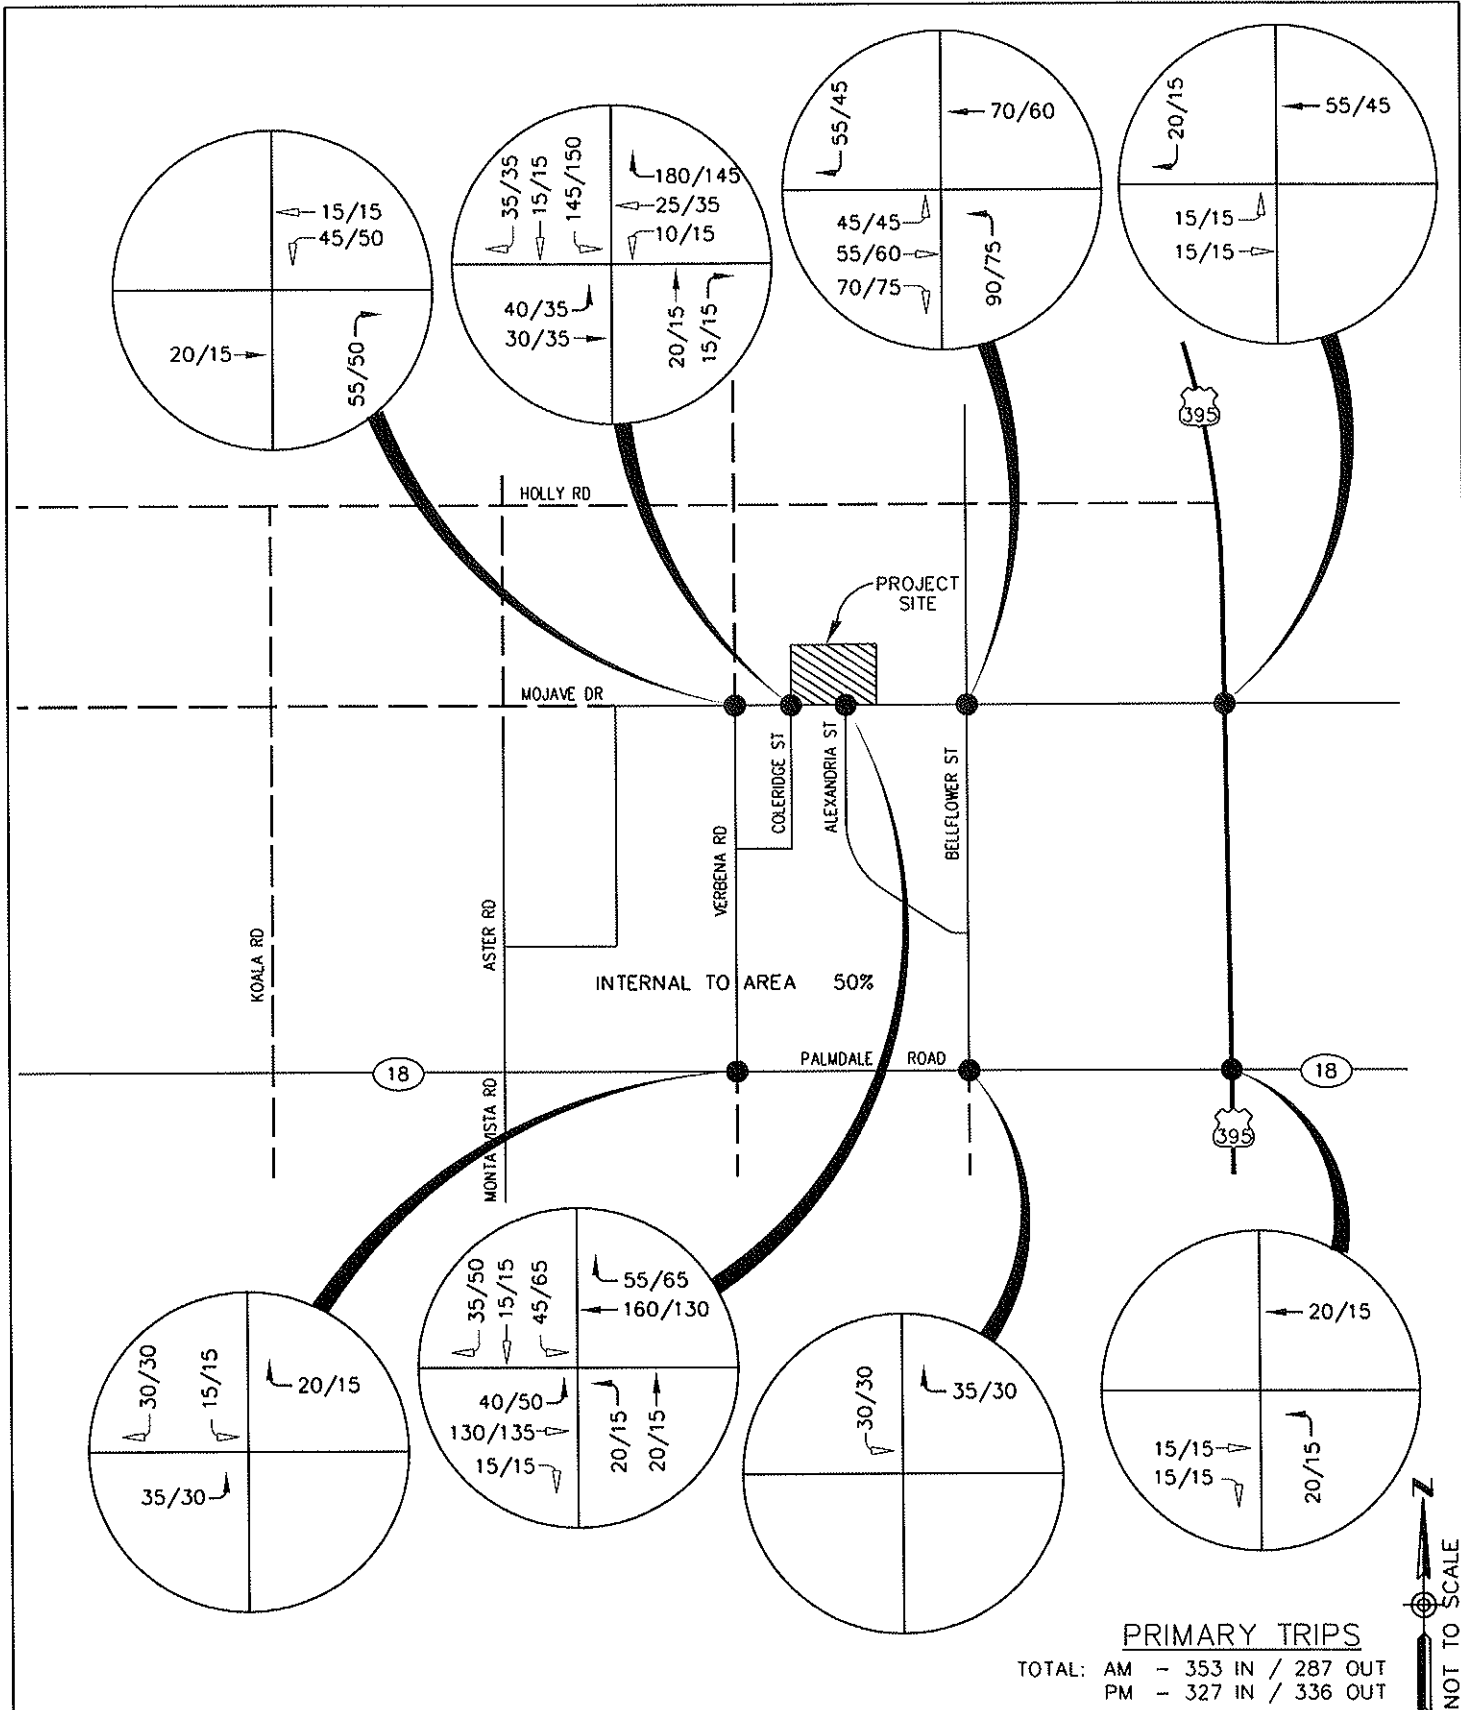 15/15
45/50
20/15
55/50
35/35
15/15
145/150
180/145
25/35
10/15
40/35
30/35
20/15
15/15
55/45
70/60
45/45
55/60
70/75
90/75
20/15
55/45
15/15
15/15
395
HOLLY RD
PROJECT
SITE
MOJAVE DR
COLERIDGE ST
ALEXANDRIA ST
VERBENA RD
BELLFLOWER ST
KOALA RD
ASTER RD
INTERNAL TO AREA 50%
PALMDALE ROAD
18
18
MONTA VISTA RD
395
30/30
15/15
20/15
35/30
35/50
15/15
45/65
55/65
160/130
40/50
130/135
15/15
20/15
20/15
30/30
35/30
20/15
15/15
15/15
20/15
N
NOT TO SCALE
PRIMARY TRIPS
TOTAL: AM - 353 IN / 287 OUT
PM - 327 IN / 336 OUT